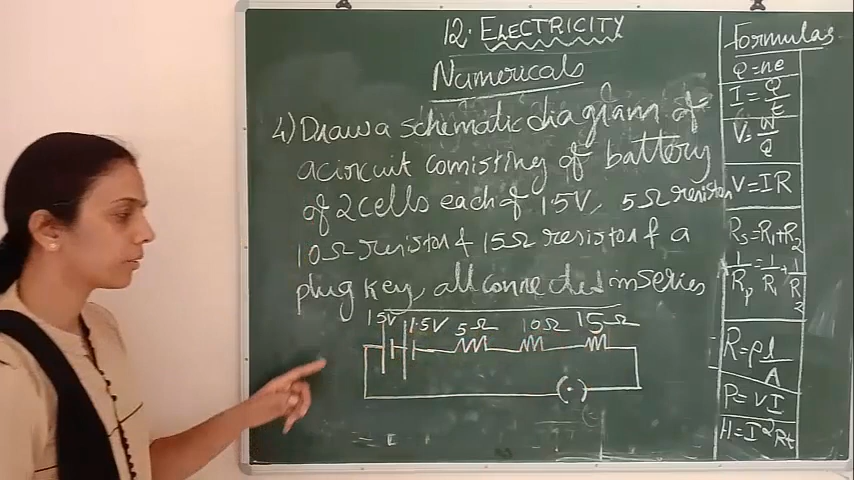 12. ELECTRICITY
Numericals
4) Draw a schematic diagram of
a circuit consisting of battery
of 2 cells each of 1.5V, 5Ω resistor
10Ω resistor & 15Ω resistor & a
plug key, all connected in series
1.5V 1.5V 5Ω 10Ω 15Ω
Formulas
Q = ne
I = Q/t
V = W/Q
V = IR
Rs = R1 + R2
1/Rp = 1/R1 + 1/R2
R = ρ l/A
P = VI
H = I²Rt